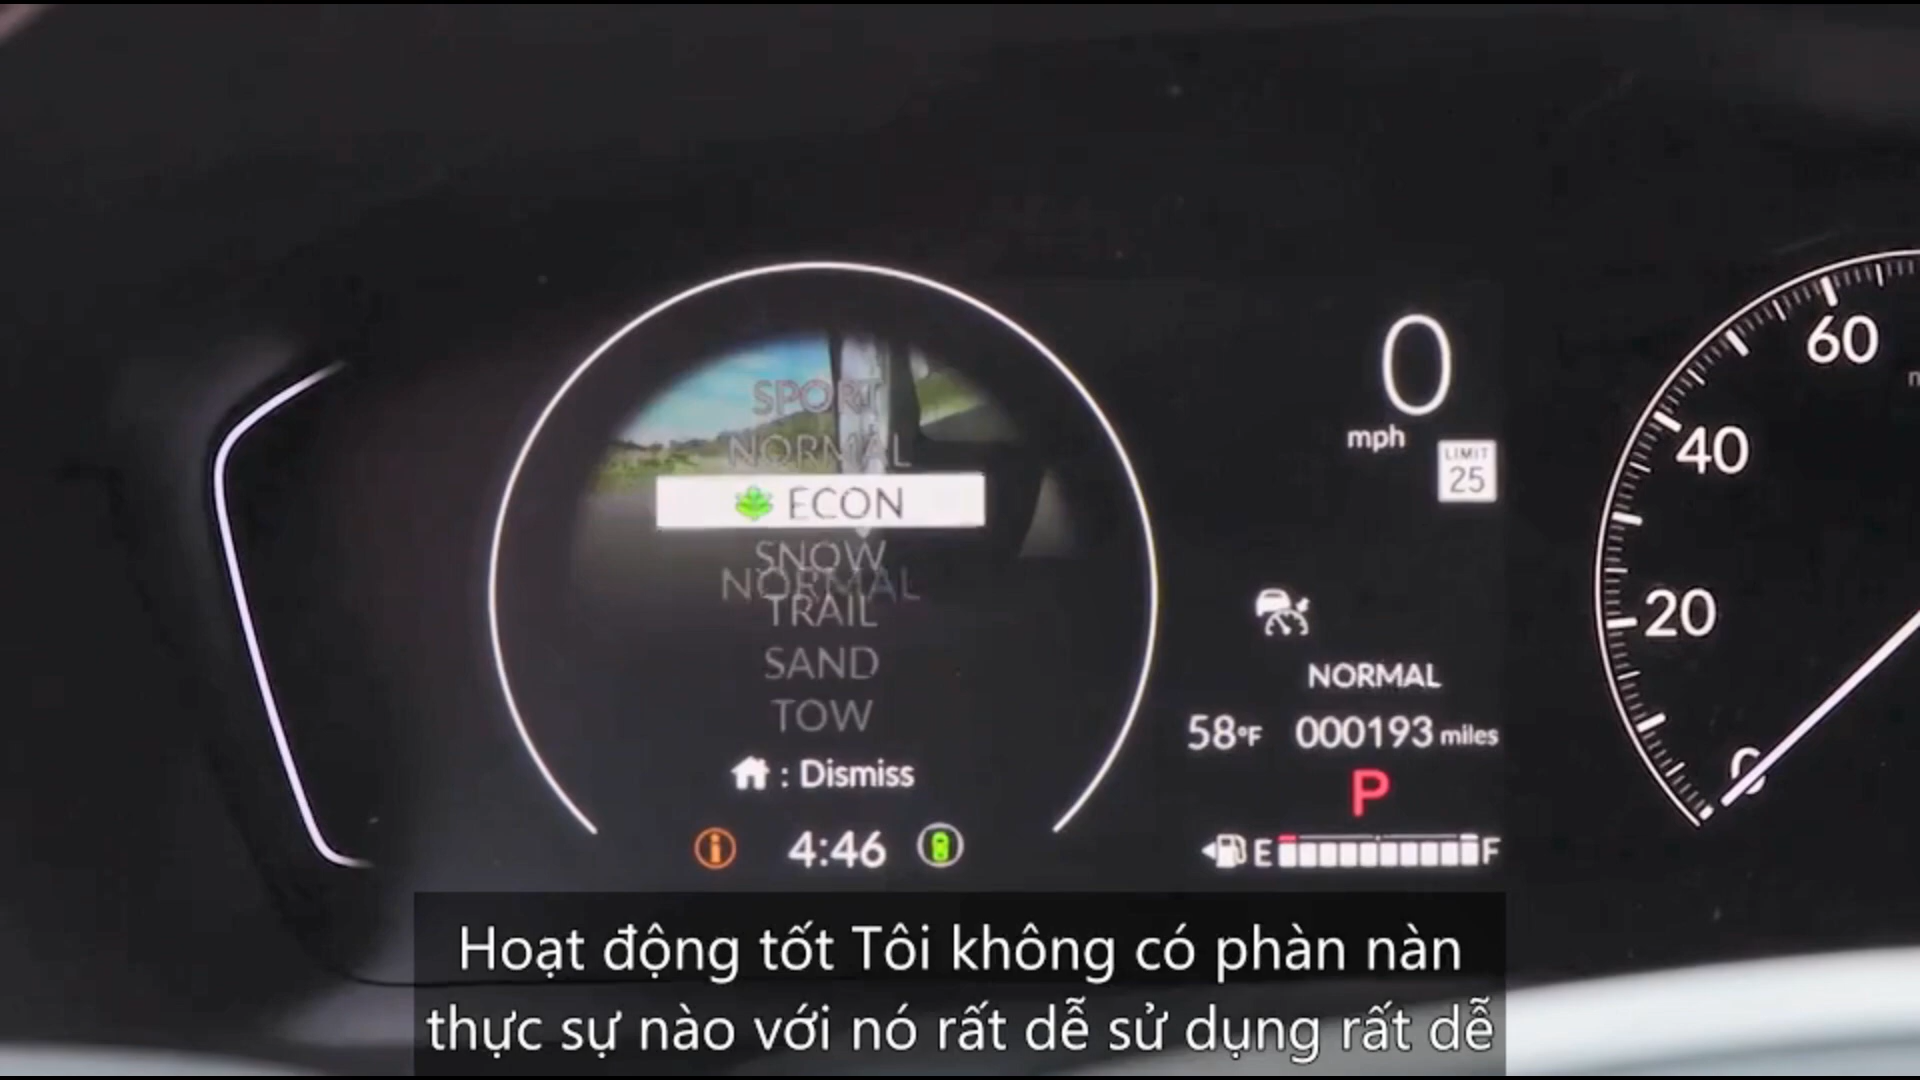 SPORT
NORMAL
ECON
SNOW
NORMAL
TRAIL
SAND
TOW
: Dismiss
4:46
0
mph
LIMIT
25
NORMAL
58°F 000193 miles
P
E F
60
40
20
0
Hoạt động tốt Tôi không có phàn nàn
thực sự nào với nó rất dễ sử dụng rất dễ